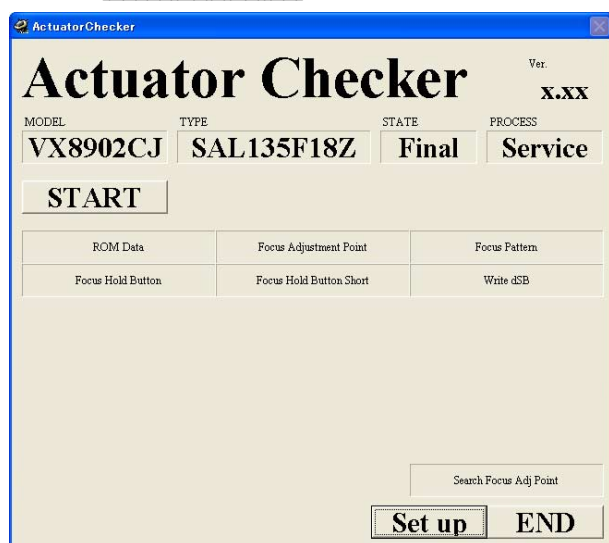 ActuatorChecker
Actuator Checker
Ver.
x.xx
MODEL TYPE STATE PROCESS
VX8902CJ SAL135F18Z Final Service
START
ROM Data Focus Adjustment Point Focus Pattern
Focus Hold Button Focus Hold Button Short Write dSB
Search Focus Adj Point
Set up END